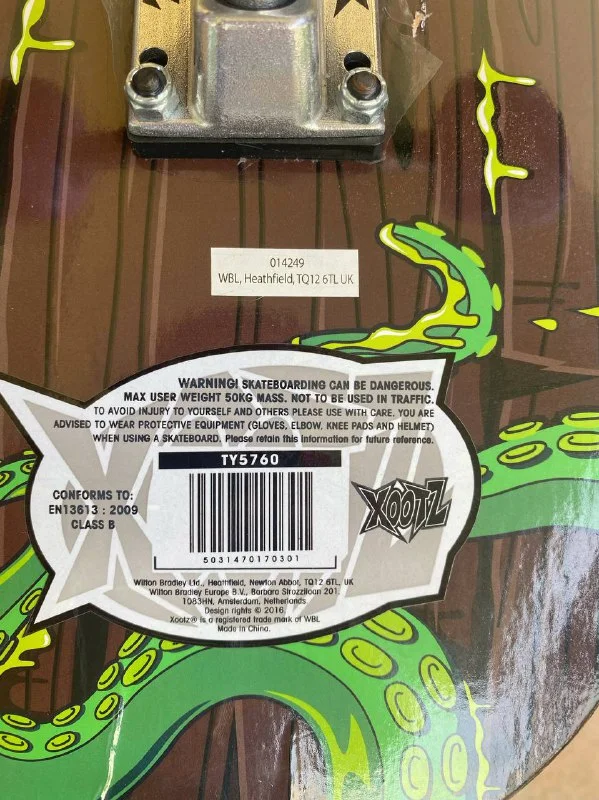 014249
WBL, Heathfield, TQ12 6TL UK
WARNING! SKATEBOARDING CAN BE DANGEROUS.
MAX USER WEIGHT 50KG MASS. NOT TO BE USED IN TRAFFIC.
TO AVOID INJURY TO YOURSELF AND OTHERS PLEASE USE WITH CARE. YOU ARE
ADVISED TO WEAR PROTECTIVE EQUIPMENT (GLOVES, ELBOW, KNEE PADS AND HELMET)
WHEN USING A SKATEBOARD. Please retain this information for future reference.
TY5760
CONFORMS TO:
EN13613 : 2009
CLASS B
XOOTZ
5031470170301
Wilton Bradley Ltd., Heathfield, Newton Abbot, TQ12 6TL, UK
Wilton Bradley Europe B.V., Barbara Strozzilaan 201,
1083HN, Amsterdam, Netherlands
Design rights © 2016.
Xootz® is a registered trade mark of WBL
Made in China.